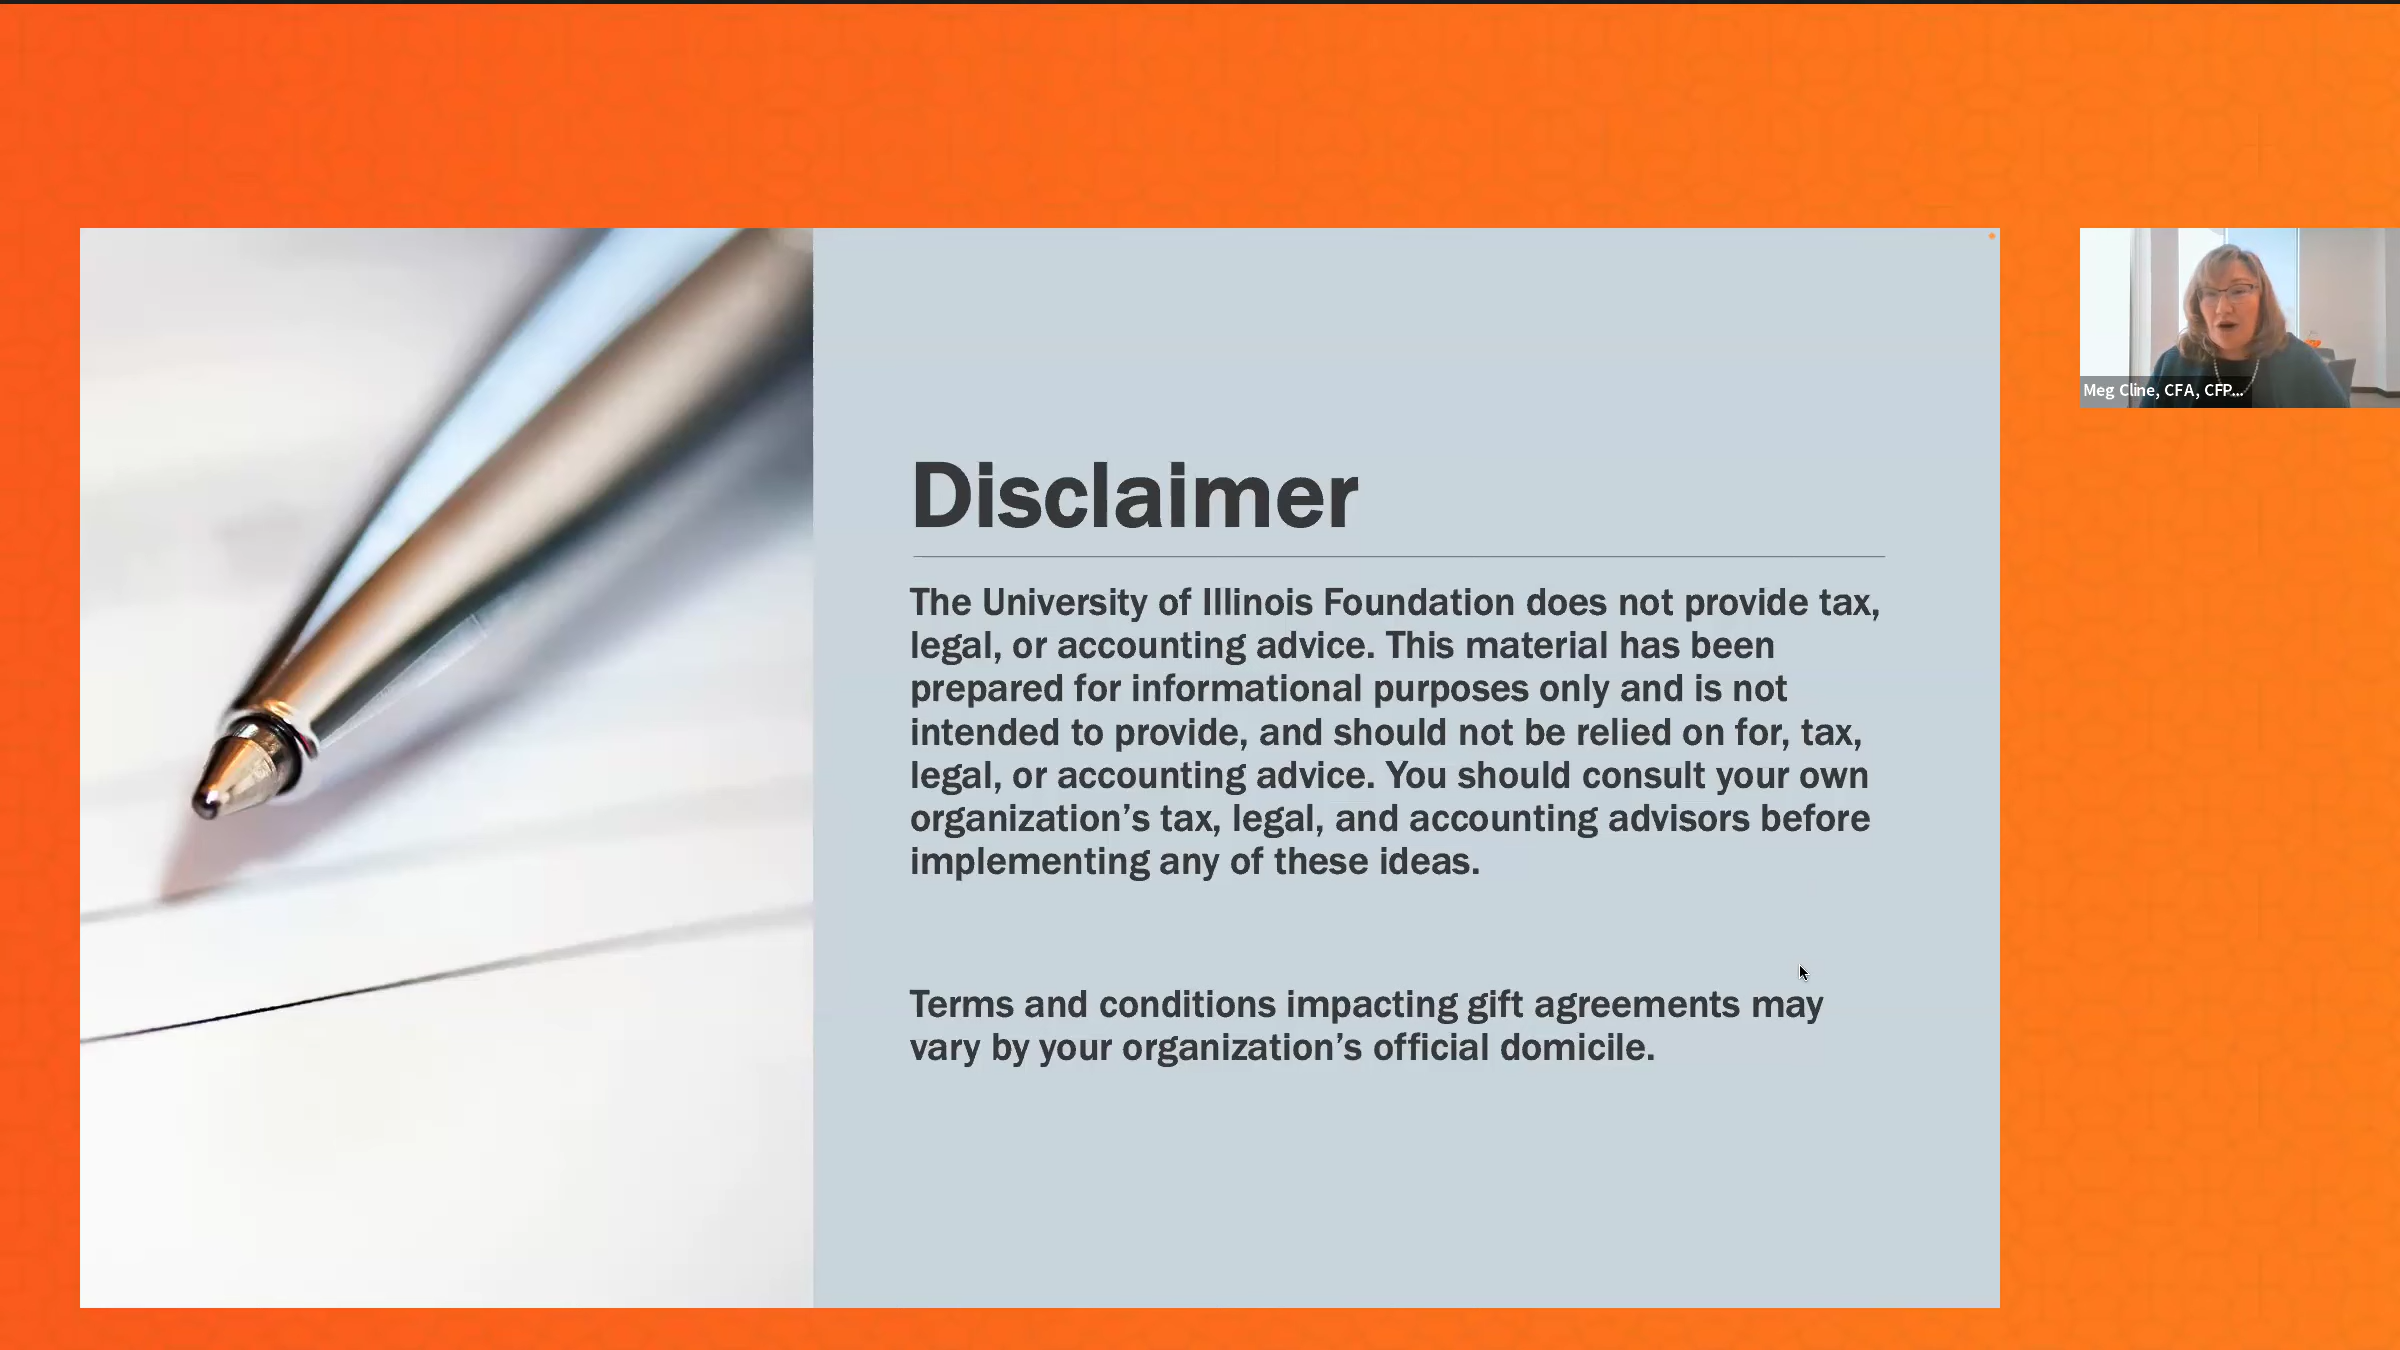 Disclaimer
The University of Illinois Foundation does not provide tax,
legal, or accounting advice. This material has been
prepared for informational purposes only and is not
intended to provide, and should not be relied on for, tax,
legal, or accounting advice. You should consult your own
organization’s tax, legal, and accounting advisors before
implementing any of these ideas.
Terms and conditions impacting gift agreements may
vary by your organization’s official domicile.
Meg Cline, CFA, CFP...